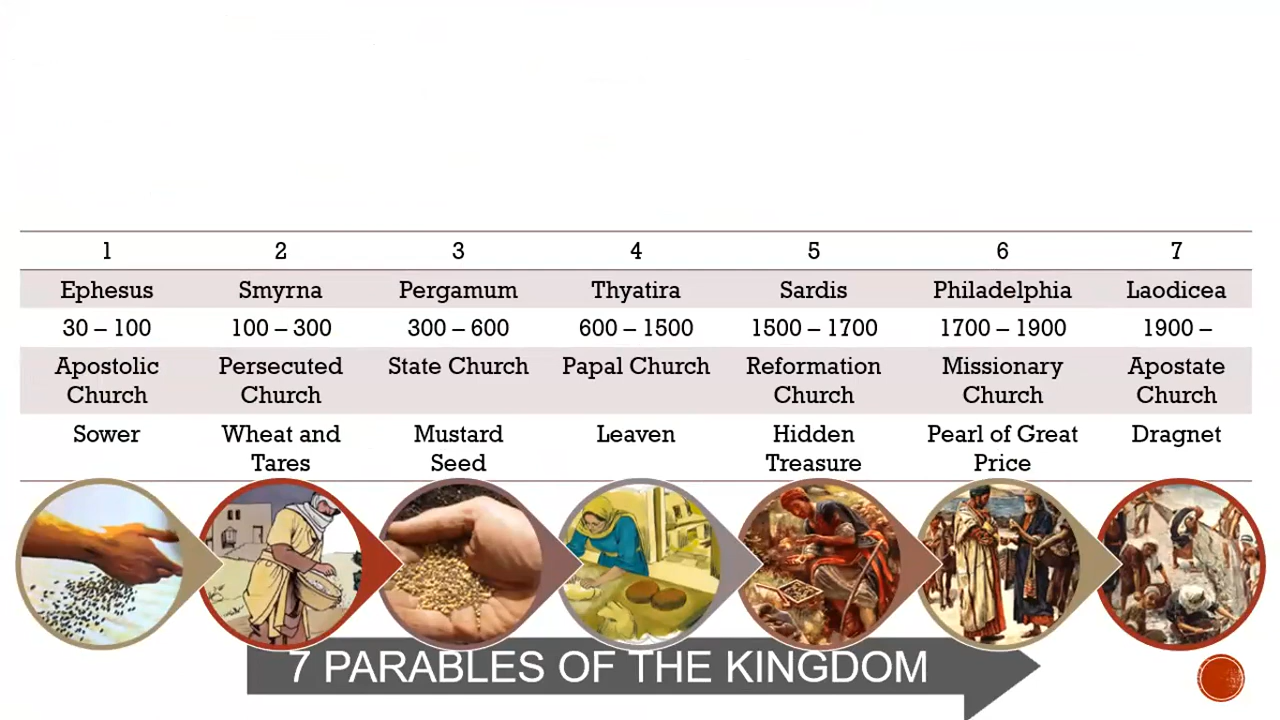 1 2 3 4 5 6 7
Ephesus Smyrna Pergamum Thyatira Sardis Philadelphia Laodicea
30 – 100 100 – 300 300 – 600 600 – 1500 1500 – 1700 1700 – 1900 1900 –
Apostolic Persecuted State Church Papal Church Reformation Missionary Apostate
Church Church Church Church Church
Sower Wheat and Mustard Leaven Hidden Pearl of Great Dragnet
Tares Seed Treasure Price
7 PARABLES OF THE KINGDOM